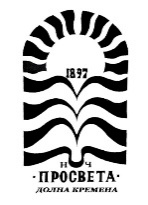 1897
Н Ч
· ПРОСВЕТА ·
ДОЛНА КРЕМЕНА